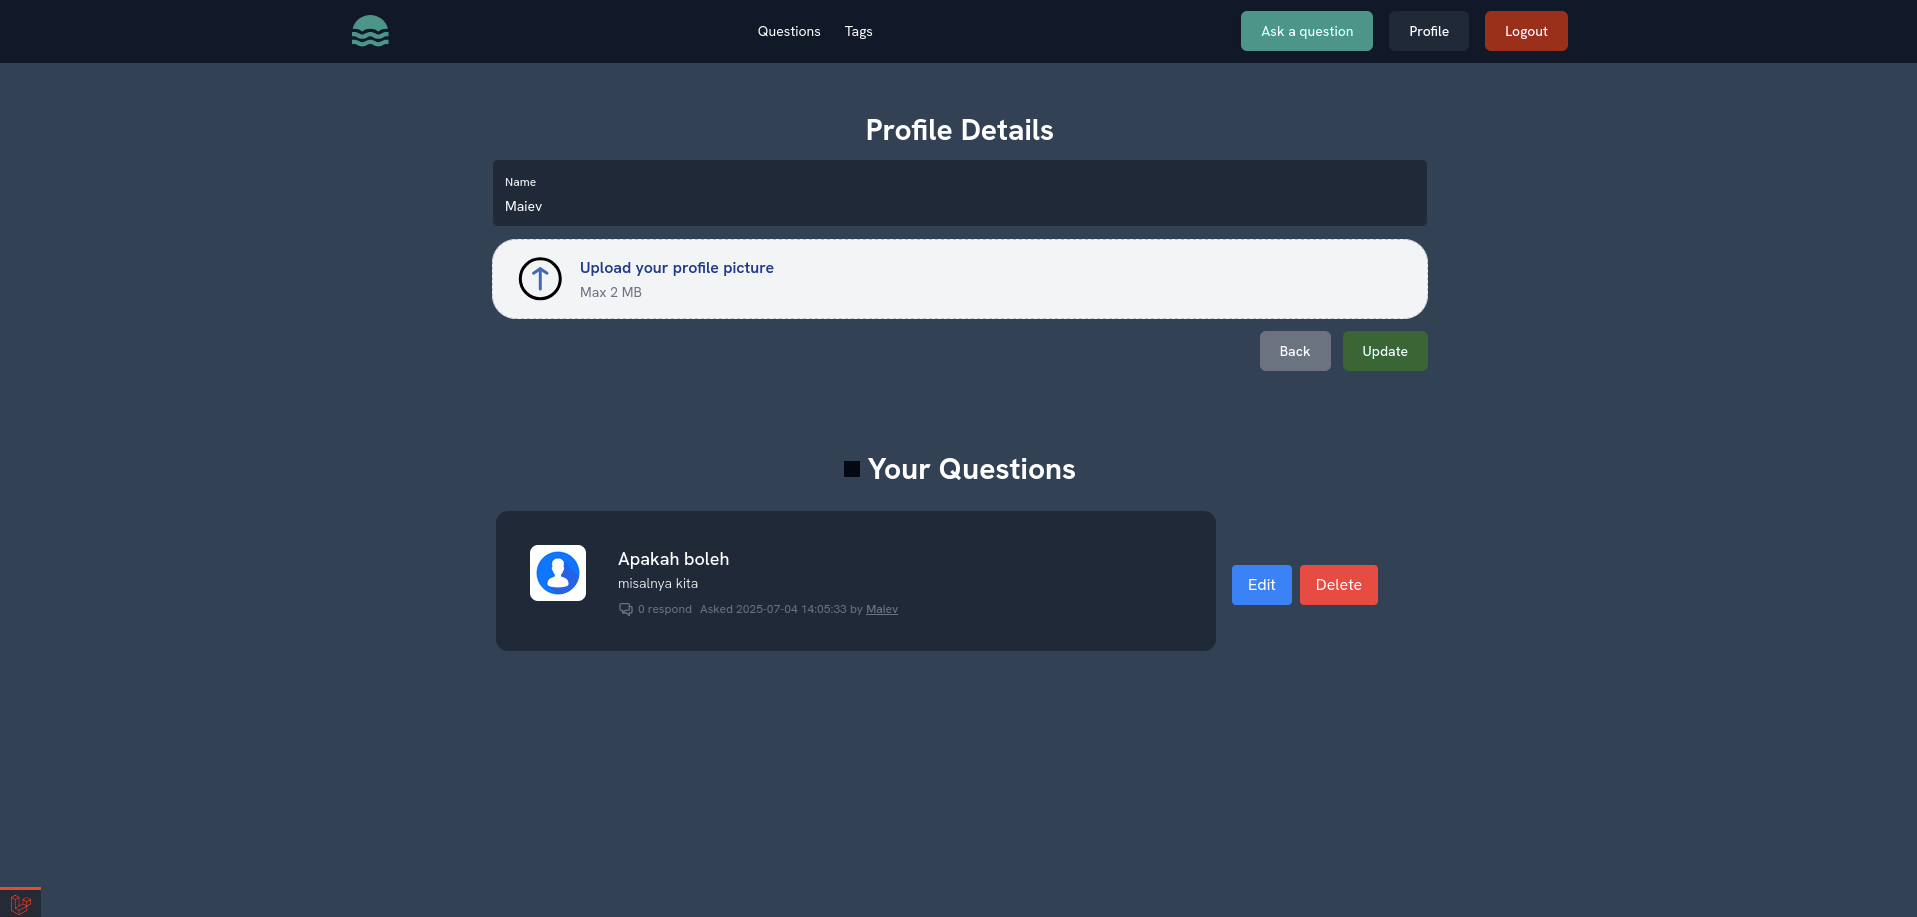 Questions Tags Ask a question Profile Logout
Profile Details
Name
Maiev
Upload your profile picture
Max 2 MB
Back Update
Your Questions
Apakah boleh
misalnya kita
0 respond Asked 2025-07-04 14:05:33 by Maiev
Edit Delete